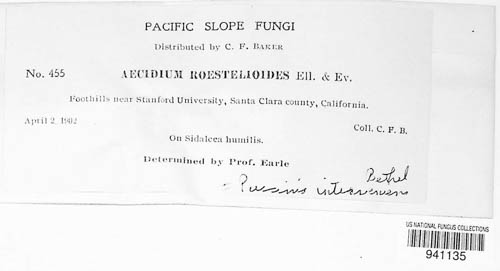 PACIFIC SLOPE FUNGI
Distributed by C. F. BAKER
No. 455 AECIDIUM ROESTELIOIDES Ell. & Ev.
Foothills near Stanford University, Santa Clara county, California.
April 2, 1902 Coll. C. F. B.
On Sidalcea humilis.
Determined by Prof. Earle
= Puccinia interveniens Bethel
US NATIONAL FUNGUS COLLECTIONS
941135